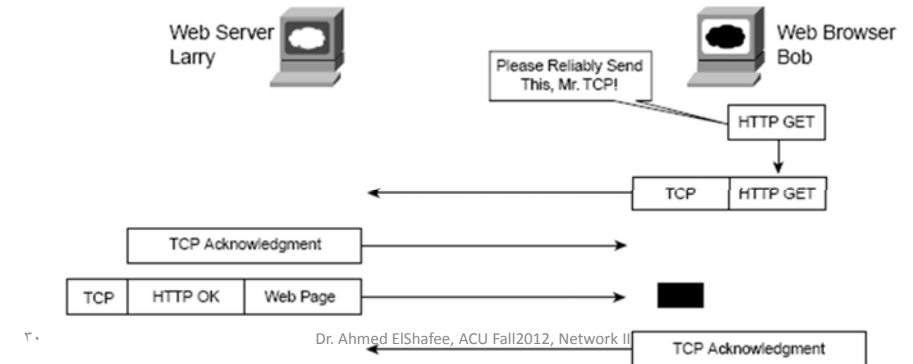 Web Server
Larry
Web Browser
Bob
Please Reliably Send
This, Mr. TCP!
HTTP GET
TCP HTTP GET
TCP Acknowledgment
TCP HTTP OK Web Page
٣٠
Dr. Ahmed ElShafee, ACU Fall2012, Network II
TCP Acknowledgment